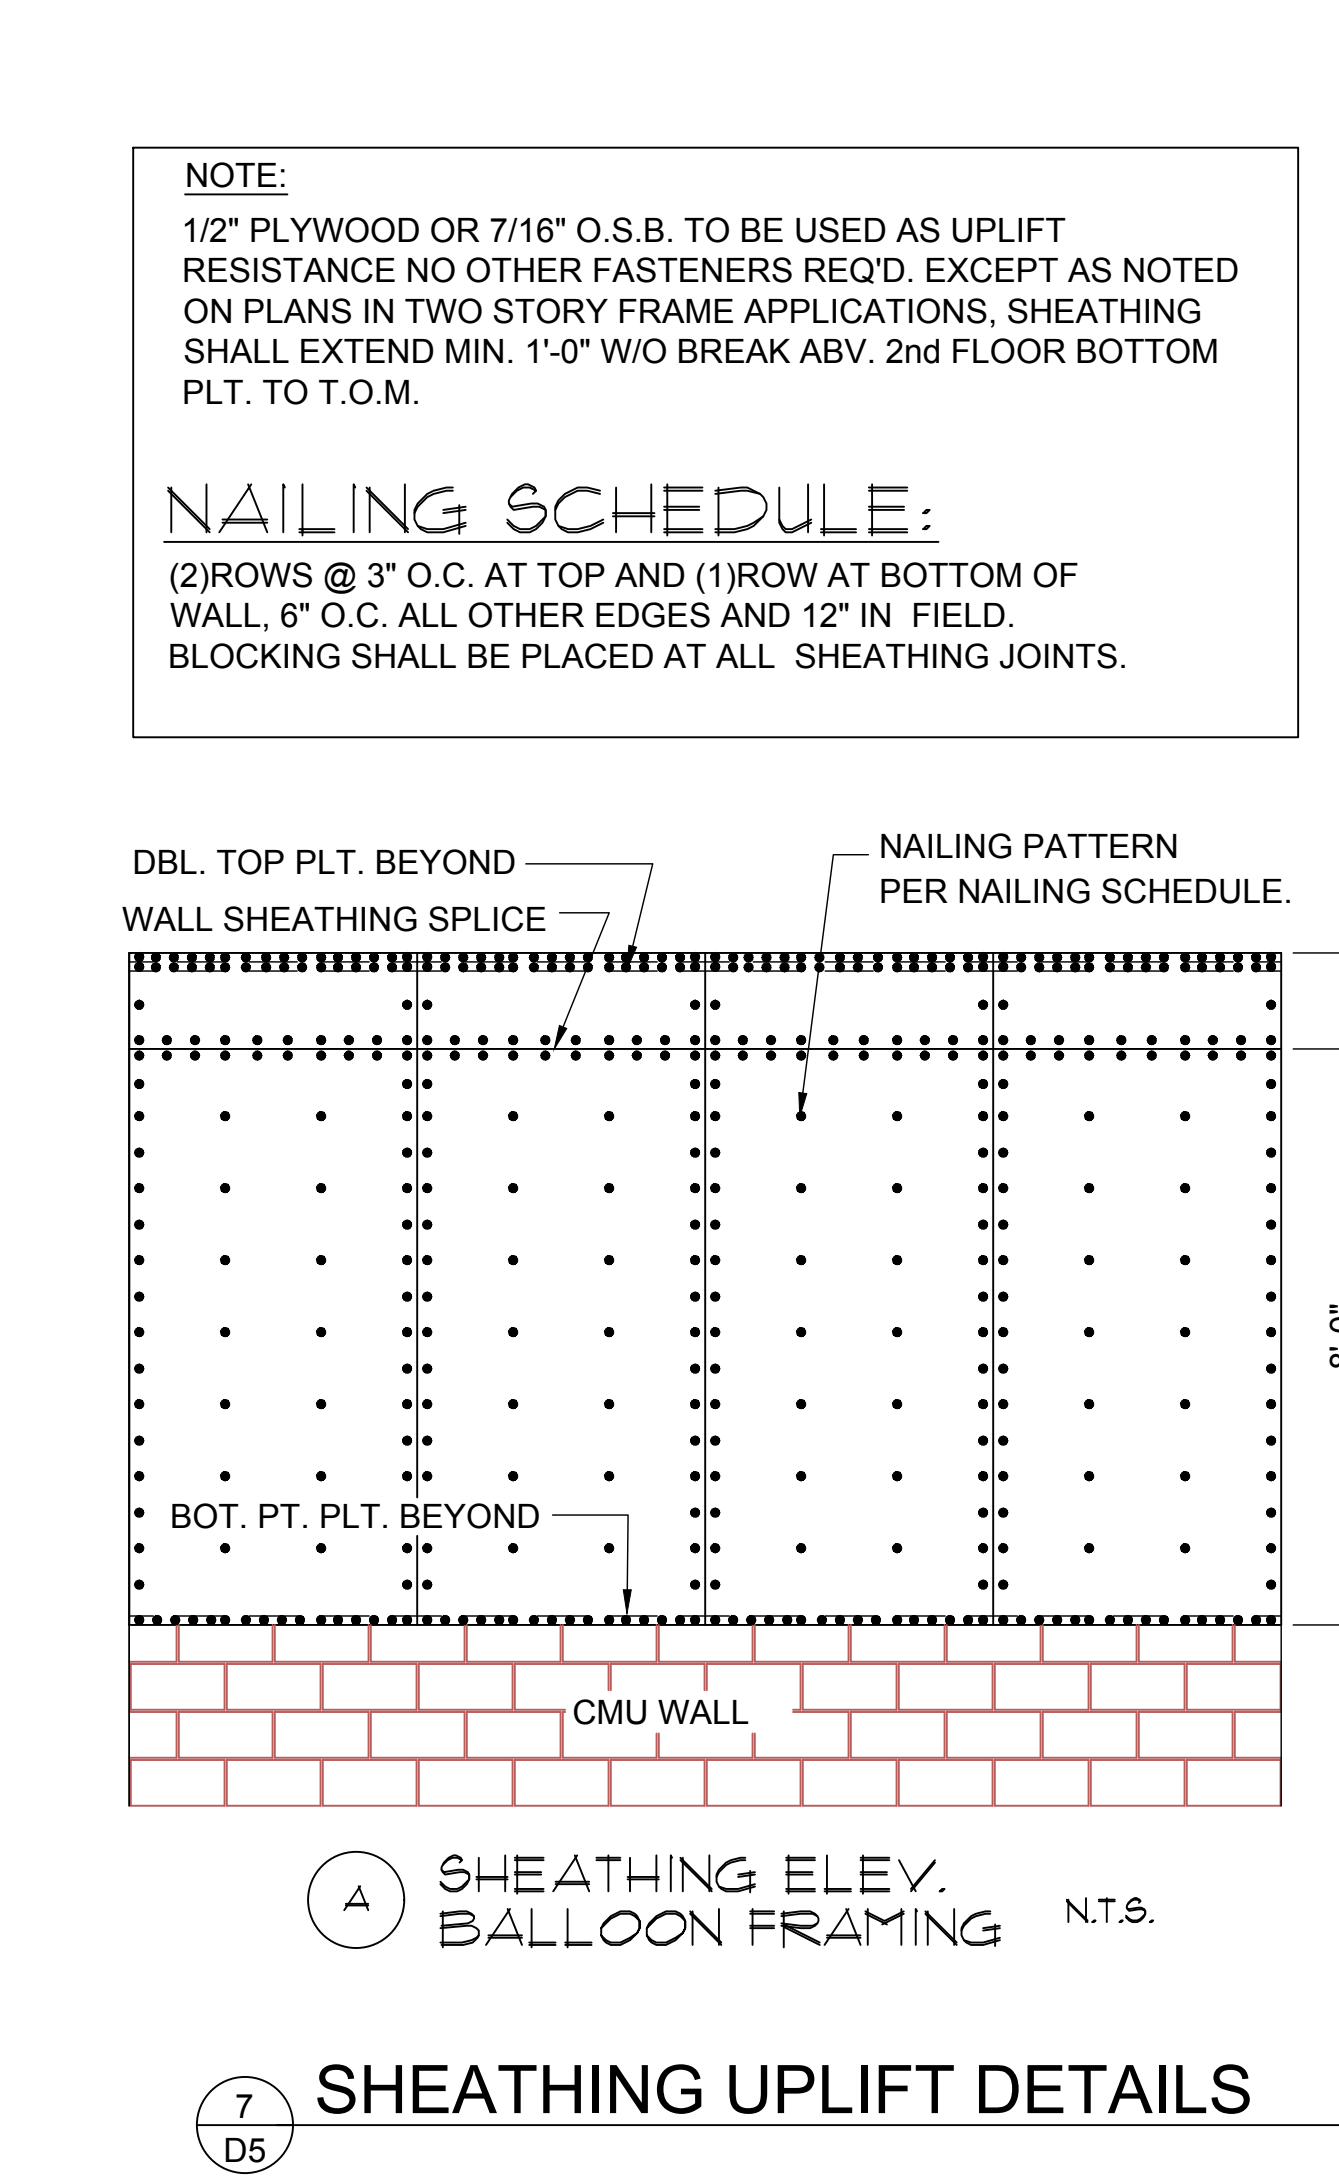 NOTE:
1/2" PLYWOOD OR 7/16" O.S.B. TO BE USED AS UPLIFT
RESISTANCE NO OTHER FASTENERS REQ'D. EXCEPT AS NOTED
ON PLANS IN TWO STORY FRAME APPLICATIONS, SHEATHING
SHALL EXTEND MIN. 1'-0" W/O BREAK ABV. 2nd FLOOR BOTTOM
PLT. TO T.O.M.
NAILING SCHEDULE:
(2)ROWS @ 3" O.C. AT TOP AND (1)ROW AT BOTTOM OF
WALL, 6" O.C. ALL OTHER EDGES AND 12" IN FIELD.
BLOCKING SHALL BE PLACED AT ALL SHEATHING JOINTS.
DBL. TOP PLT. BEYOND
WALL SHEATHING SPLICE
NAILING PATTERN
PER NAILING SCHEDULE.
BOT. PT. PLT. BEYOND
CMU WALL
A
SHEATHING ELEV.
BALLOON FRAMING
N.T.S.
7
D5
SHEATHING UPLIFT DETAILS